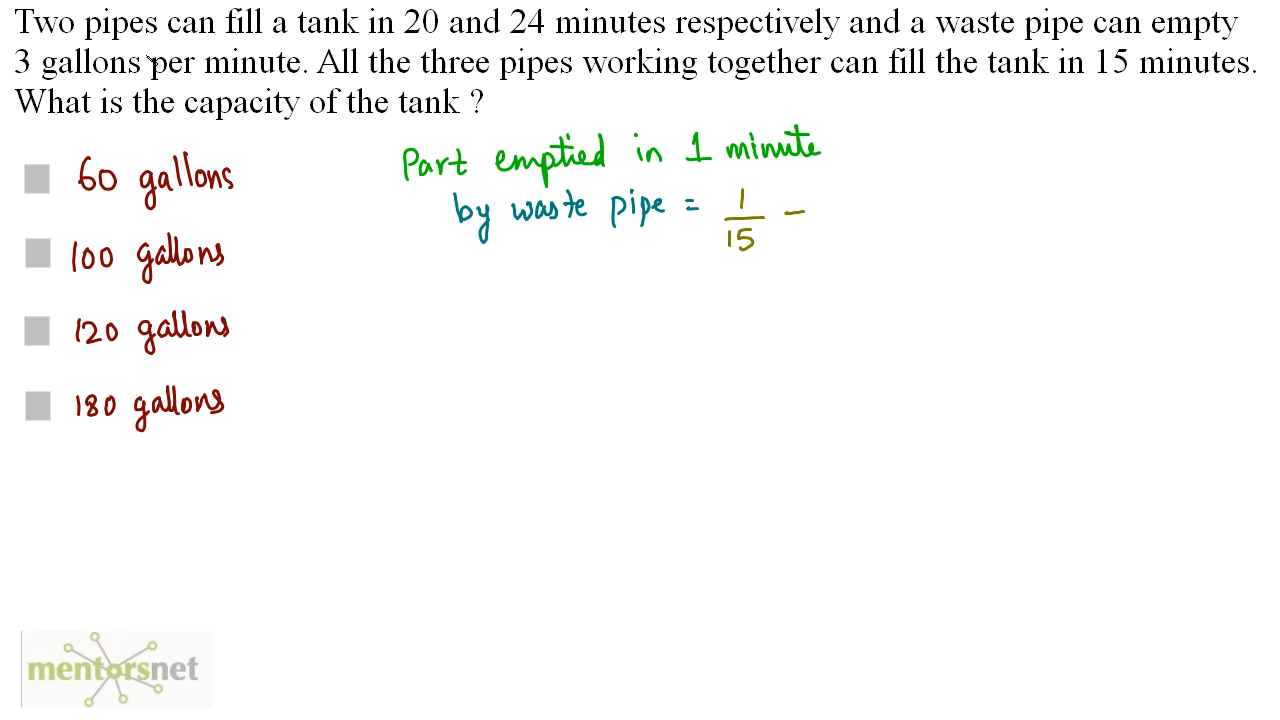 Two pipes can fill a tank in 20 and 24 minutes respectively and a waste pipe can empty
3 gallons per minute. All the three pipes working together can fill the tank in 15 minutes.
What is the capacity of the tank ?
Part emptied in 1 minute
by waste pipe = 1/15 −
60 gallons
100 gallons
120 gallons
180 gallons
mentorsnet